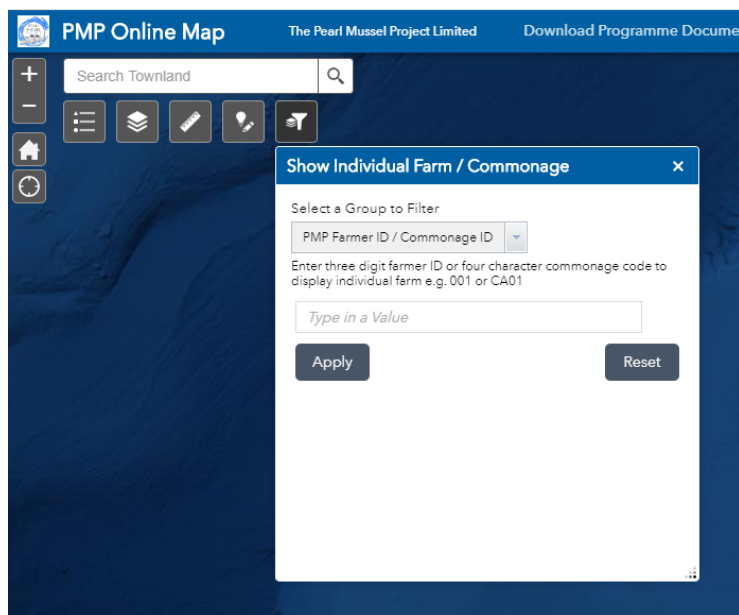 PMP Online Map
The Pearl Mussel Project Limited
Download Programme Docume
Search Townland
Show Individual Farm / Commonage
Select a Group to Filter
PMP Farmer ID / Commonage ID
Enter three digit farmer ID or four character commonage code to
display individual farm e.g. 001 or CA01
Type in a Value
Apply
Reset